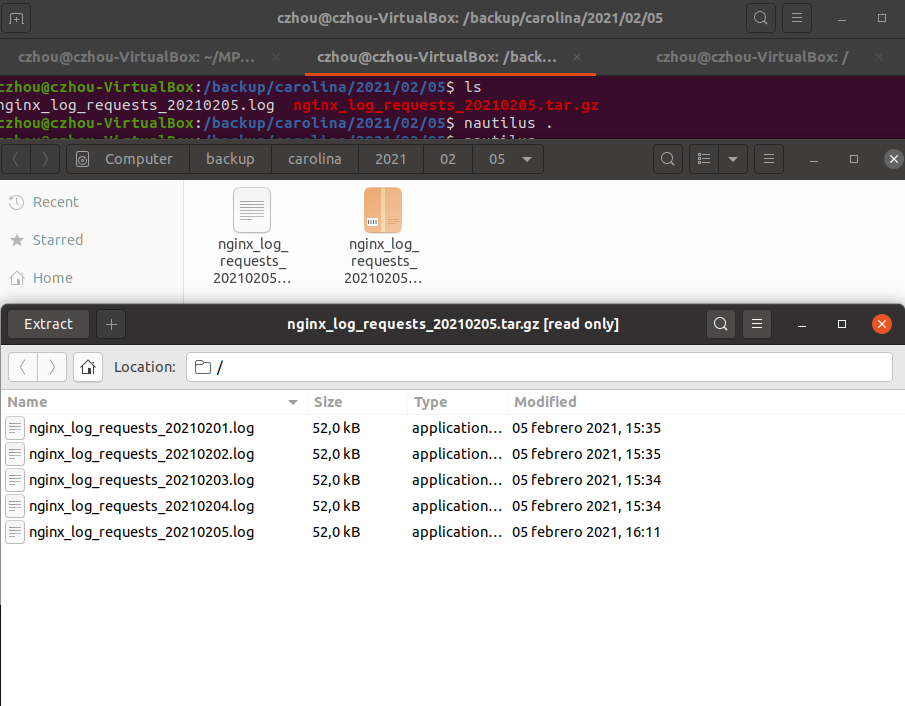 czhou@czhou-VirtualBox: /backup/carolina/2021/02/05
czhou@czhou-VirtualBox: ~/MP... czhou@czhou-VirtualBox: /back... czhou@czhou-VirtualBox: /
czhou@czhou-VirtualBox:/backup/carolina/2021/02/05$ ls
nginx_log_requests_20210205.log nginx_log_requests_20210205.tar.gz
czhou@czhou-VirtualBox:/backup/carolina/2021/02/05$ nautilus .
Computer backup carolina 2021 02 05
Recent
Starred
Home
nginx_log_
requests_
20210205...
nginx_log_
requests_
20210205...
Extract nginx_log_requests_20210205.tar.gz [read only]
Location: /
Name Size Type Modified
nginx_log_requests_20210201.log 52,0 kB application... 05 febrero 2021, 15:35
nginx_log_requests_20210202.log 52,0 kB application... 05 febrero 2021, 15:35
nginx_log_requests_20210203.log 52,0 kB application... 05 febrero 2021, 15:34
nginx_log_requests_20210204.log 52,0 kB application... 05 febrero 2021, 15:34
nginx_log_requests_20210205.log 52,0 kB application... 05 febrero 2021, 16:11